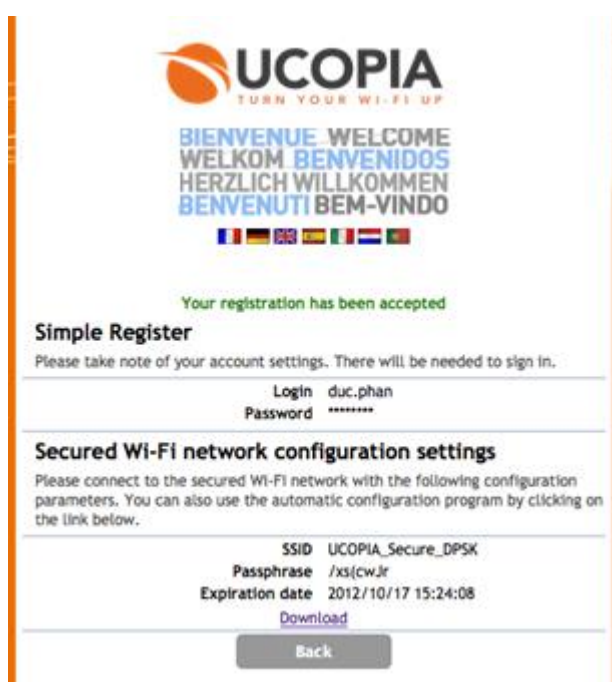 UCOPIA
TURN YOUR WI-FI UP
BIENVENUE WELCOME
WELKOM BENVENIDOS
HERZLICH WILLKOMMEN
BENVENUTI BEM-VINDO
Your registration has been accepted
Simple Register
Please take note of your account settings. There will be needed to sign in.
Login duc.phan
Password ********
Secured Wi-Fi network configuration settings
Please connect to the secured Wi-Fi network with the following configuration
parameters. You can also use the automatic configuration program by clicking on
the link below.
SSID UCOPIA_Secure_DPSK
Passphrase /xs(cwJr
Expiration date 2012/10/17 15:24:08
Download
Back